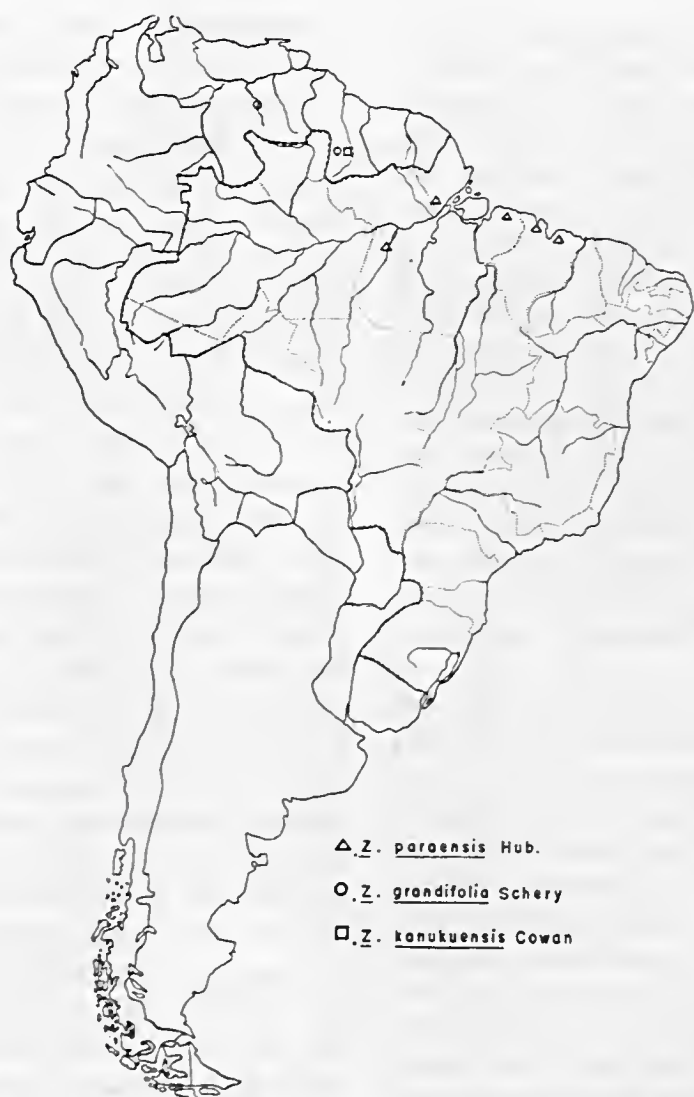 △.Z. paraensis Hub.
○.Z. grandifolia Schery
□.Z. kanukuensis Cowan